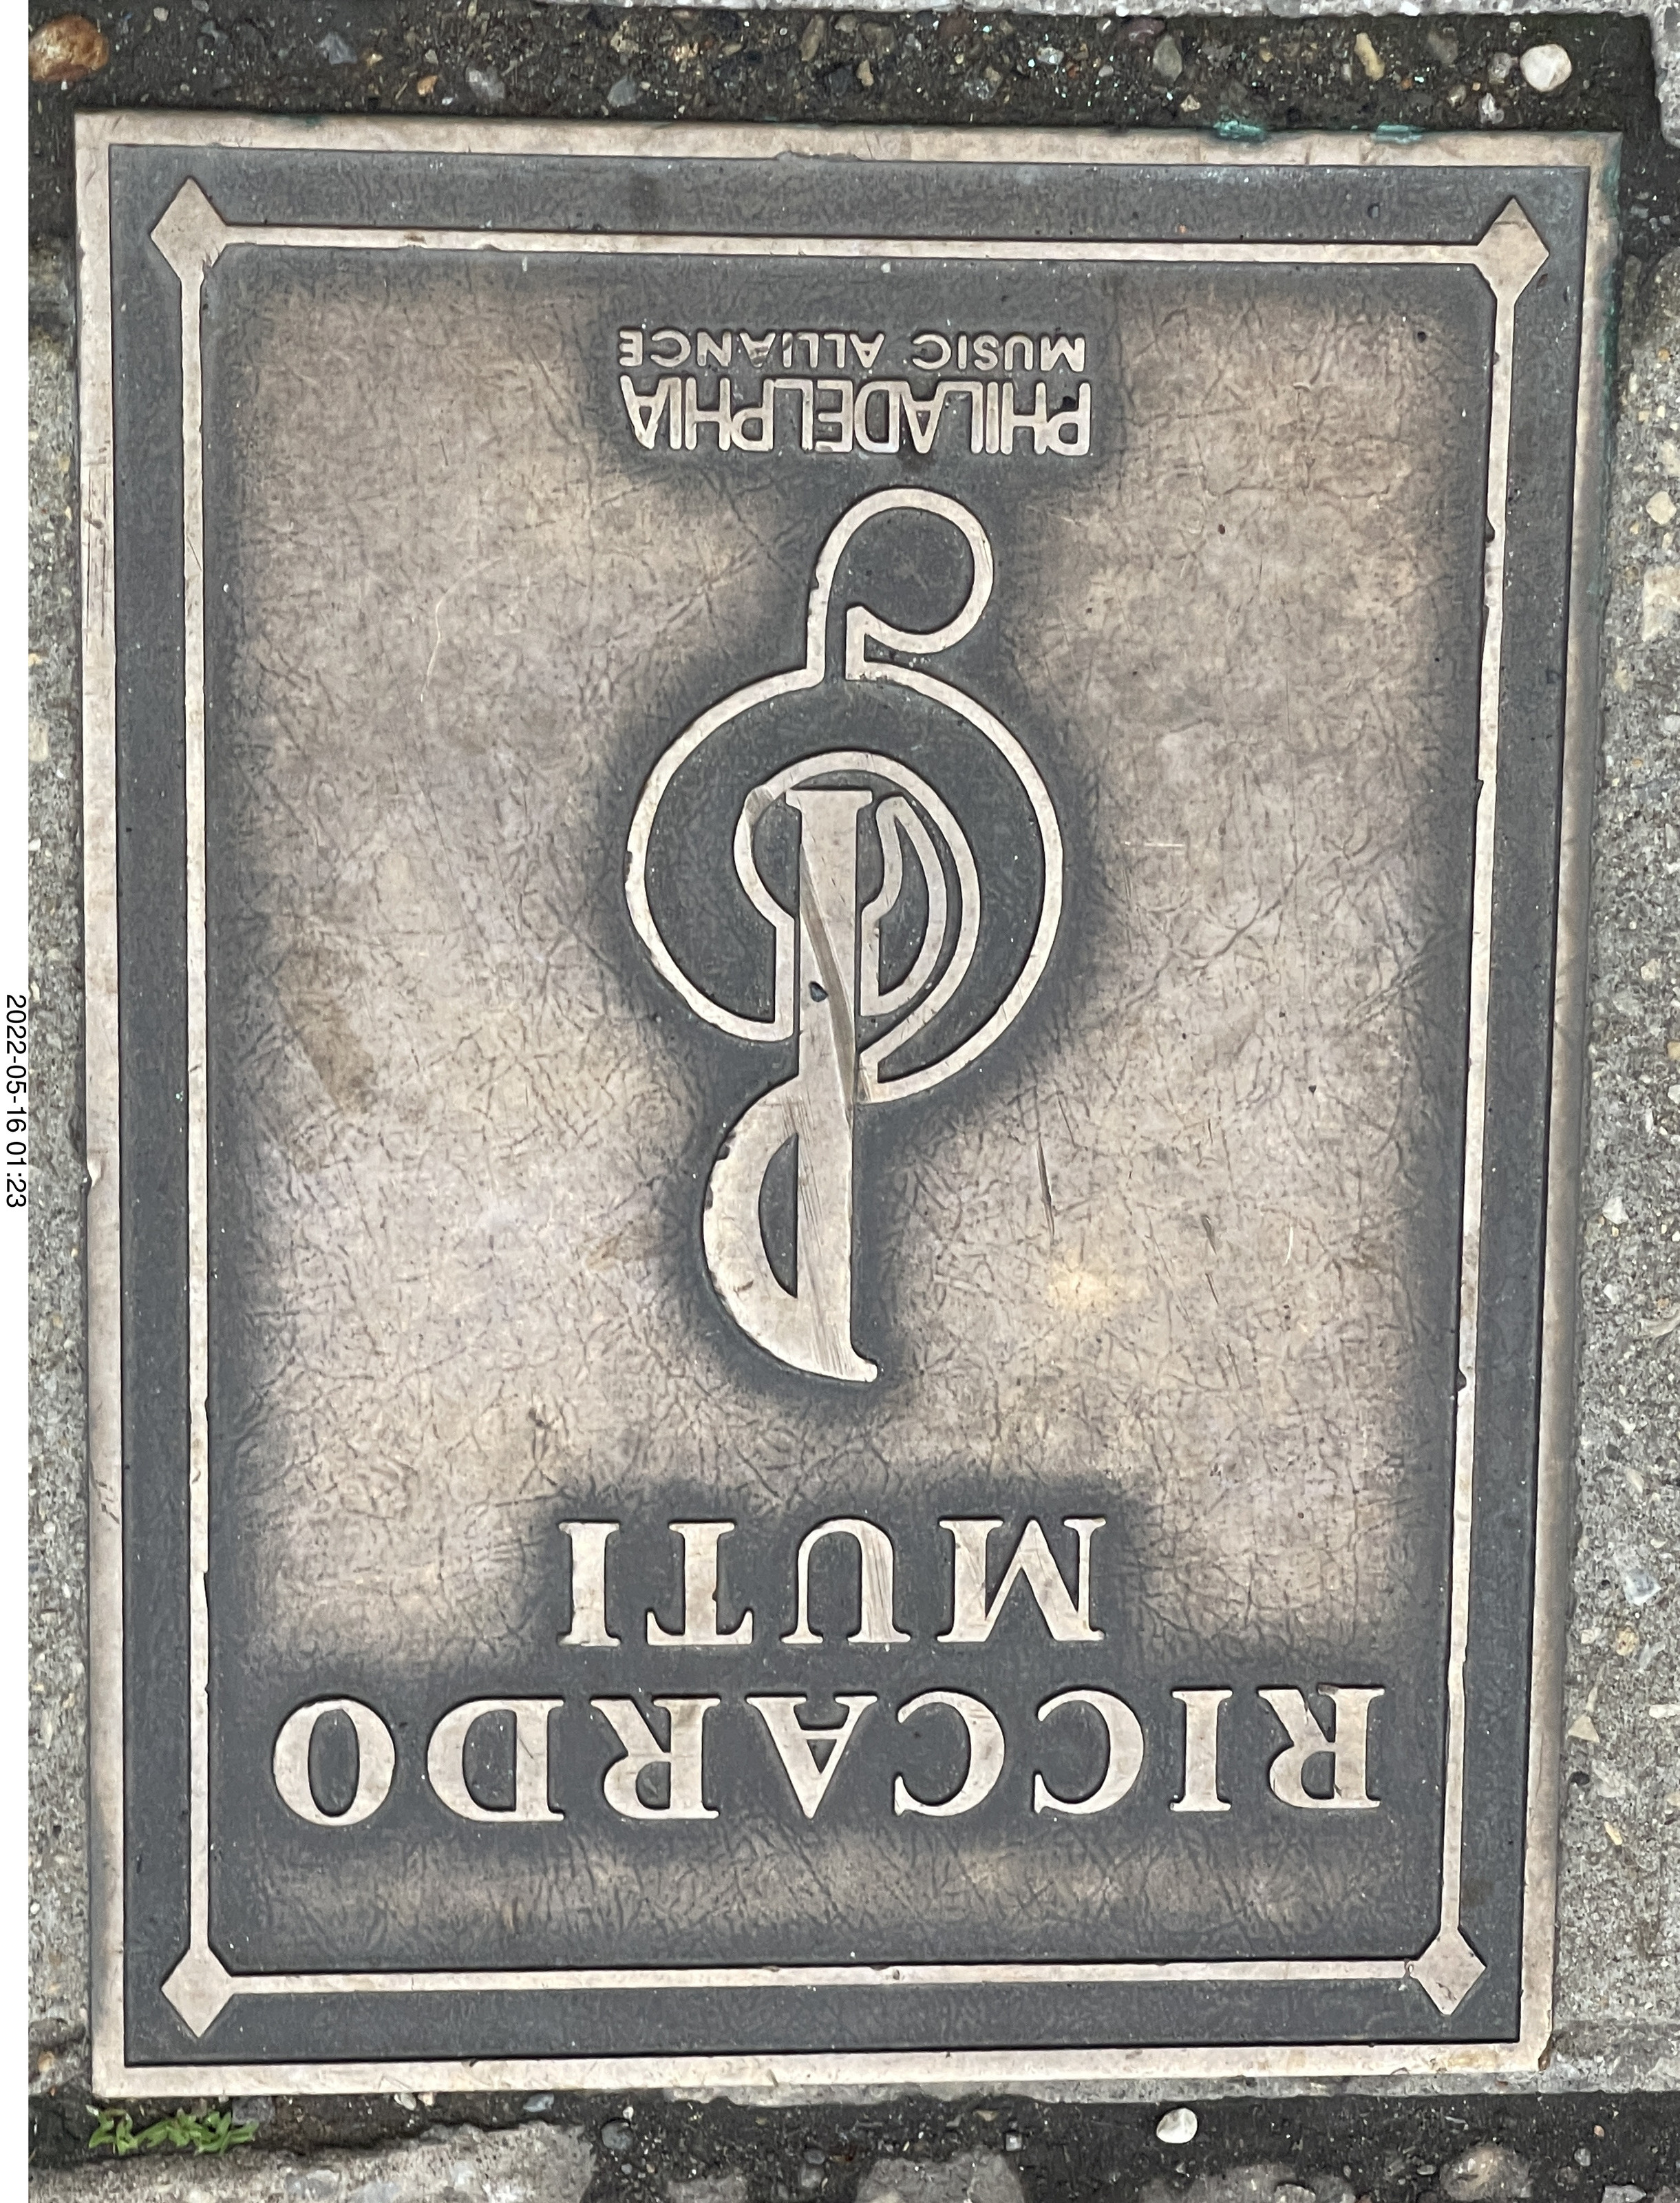 RICCARDO
MUTI
PHILADELPHIA
MUSIC ALLIANCE
2022-05-16 01:23